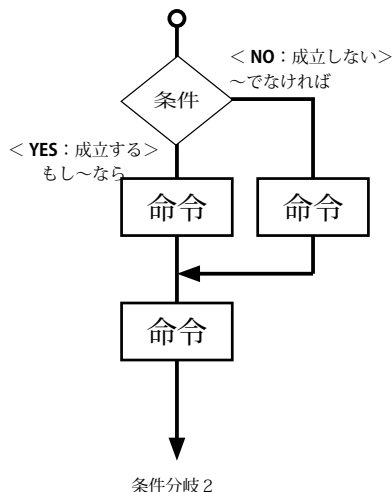 ＜ NO：成立しない＞
～でなければ
条件
＜ YES：成立する＞
もし～なら
命令
命令
命令
条件分岐２